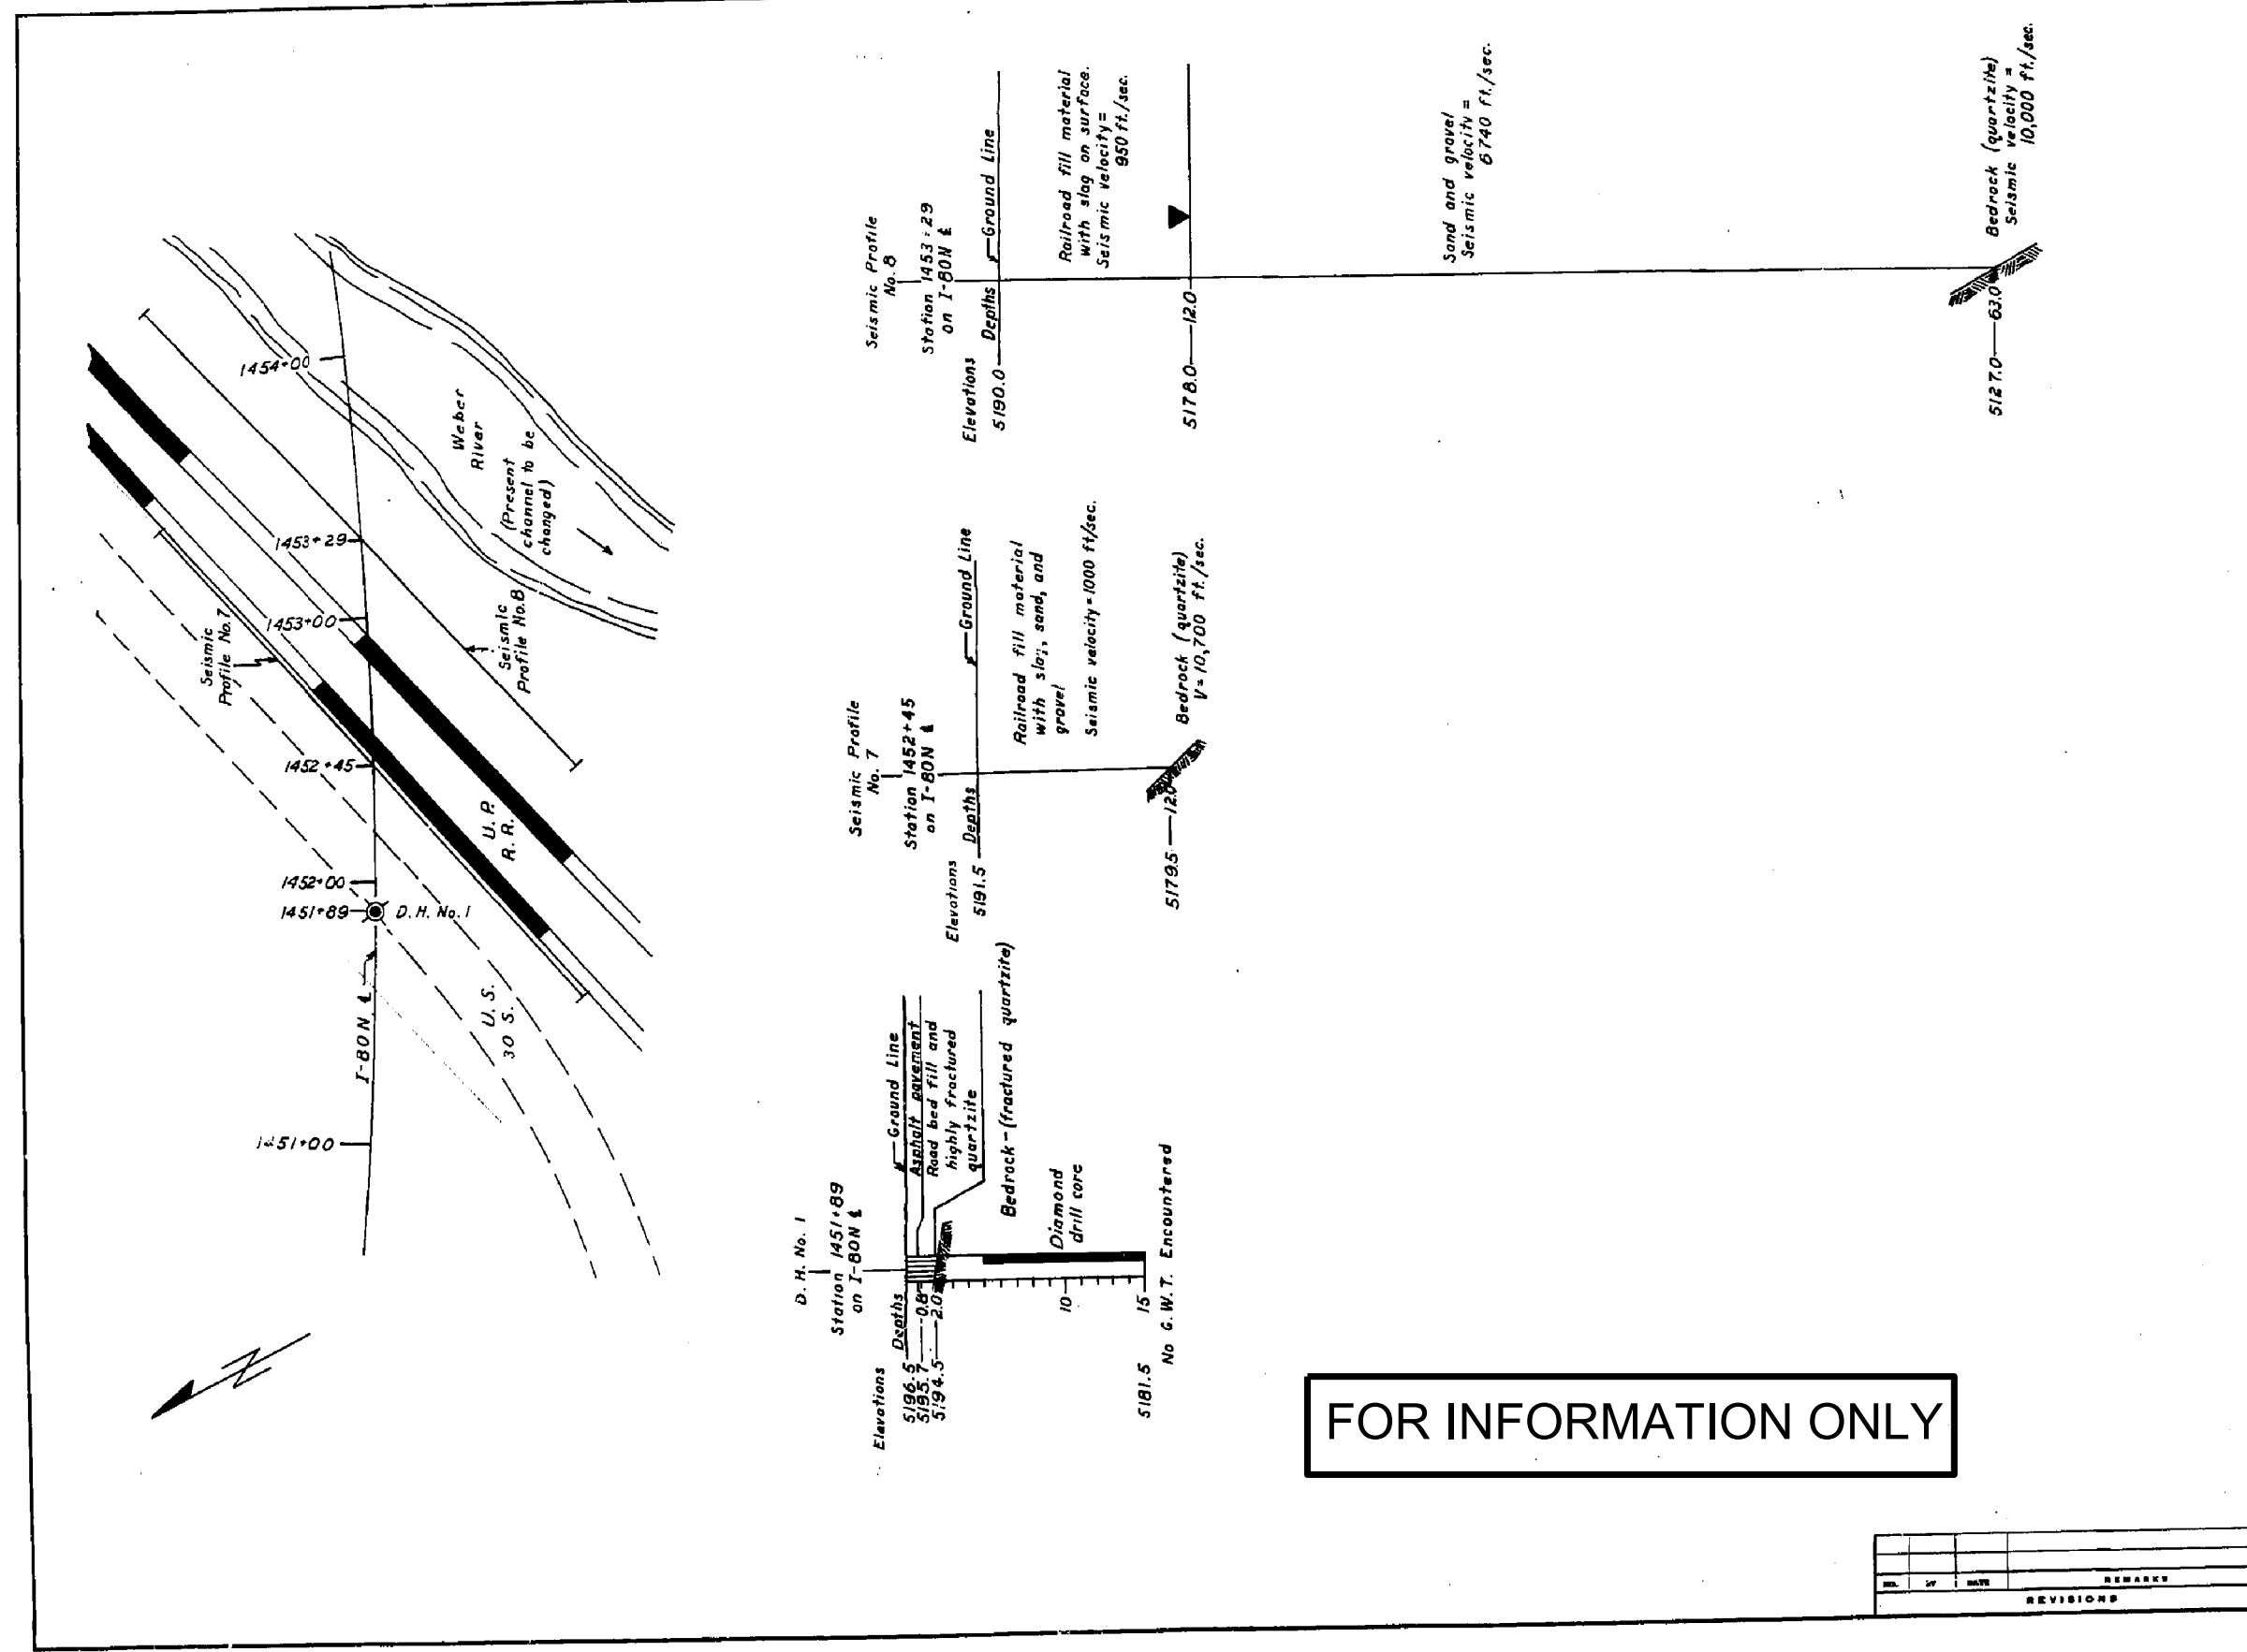 1454+00
1453+29
1453+00
1452+45
1452+00
1451+89
D. H. No. 1
1451+00
I-80N ℄
Weber
River
(Present
channel to be
changed)
Seismic
Profile No. 7
Seismic
Profile No. 8
U. P.
R. R.
U. S.
30 S.
N
D. H. No. 1
Station 1451+89
on I-80N ℄
Elevations
Depths
Ground Line
5196.5
5195.7
0.8
5194.5
2.0
Asphalt pavement
Road bed fill and
highly fractured
quartzite
Bedrock-(fractured quartzite)
Diamond
drill core
10
15
5181.5
No G. W. T. Encountered
Seismic Profile
No. 7
Station 1452+45
on I-80N ℄
Elevations
Depths
5191.5
Ground Line
Railroad fill material
with slag, sand, and
gravel
Seismic velocity=1000 ft/sec.
5179.5
12.0
Bedrock (quartzite)
V=10,700 ft./sec.
Seismic Profile
No. 8
Station 1453+29
on I-80N ℄
Elevations
Depths
5190.0
Ground Line
Railroad fill material
with slag on surface.
Seismic velocity=
950 ft./sec.
5178.0
12.0
Sand and gravel
Seismic velocity=
6740 ft./sec.
5127.0
63.0
Bedrock (quartzite)
Seismic velocity=
10,000 ft./sec.
FOR INFORMATION ONLY
NO. BY DATE REMARKS
REVISIONS